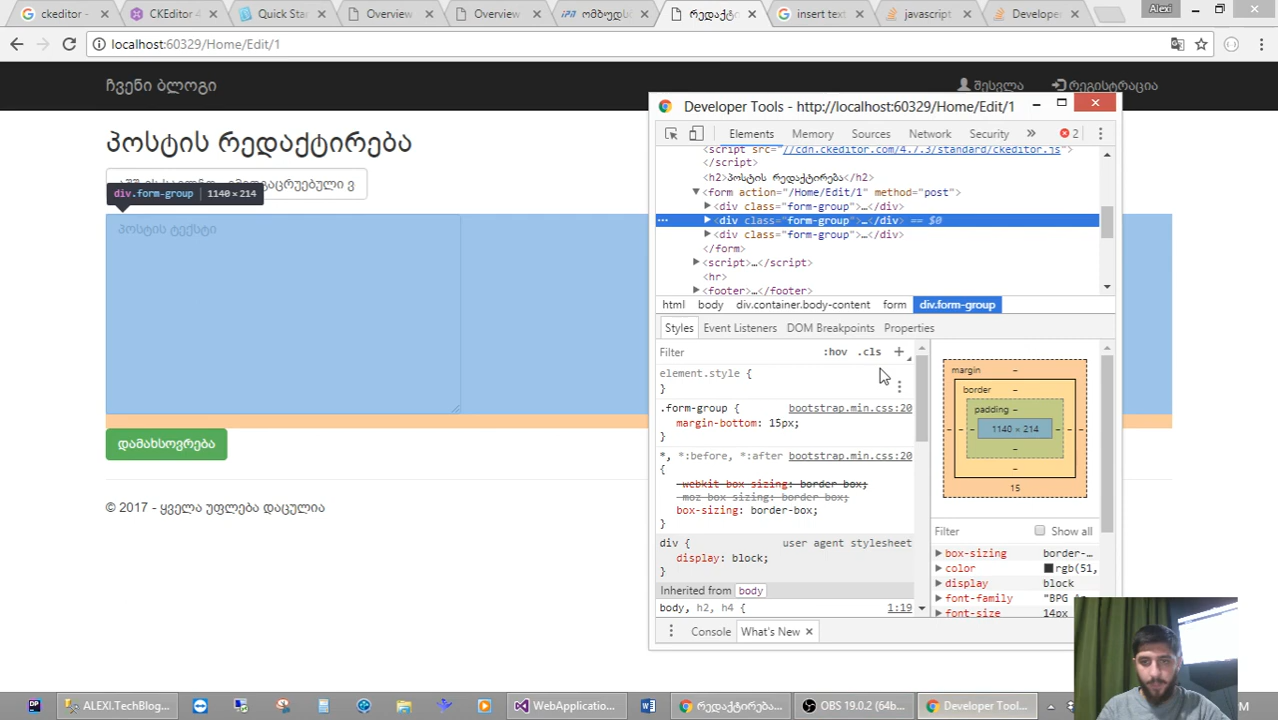 ckeditor -
CKEditor 4
Quick Sta
Overview
Overview
ომბუდს
რედაქტ
insert text
javascript
Develope
Alexi
localhost:60329/Home/Edit/1
ჩვენი ბლოგი
შესვლა
რეგისტრაცია
პოსტის რედაქტირება
div.form-group | 1140 × 214
პოსტის ტექსტი
დამახსოვრება
© 2017 - ყველა უფლება დაცულია
Developer Tools - http://localhost:60329/Home/Edit/1
Elements Memory Sources Network Security » 2
<script src="//cdn.ckeditor.com/4.7.3/standard/ckeditor.js">
</script>
<h2>პოსტის რედაქტირება</h2>
<form action="/Home/Edit/1" method="post">
<div class="form-group">…</div>
<div class="form-group">…</div> == $0
<div class="form-group">…</div>
</form>
<script>…</script>
<hr>
<footer>…</footer>
html body div.container.body-content form div.form-group
Styles Event Listeners DOM Breakpoints Properties
Filter :hov .cls +
element.style {
}
.form-group { bootstrap.min.css:20
margin-bottom: 15px;
}
*, *:before, *:after bootstrap.min.css:20
{
-webkit-box-sizing: border-box;
-moz-box-sizing: border-box;
box-sizing: border-box;
}
div { user agent stylesheet
display: block;
}
Inherited from body
body, h2, h4 { 1:19
margin -
border -
padding -
1140 × 214
-
-
15
Filter Show all
box-sizing border-…
color rgb(51,
display block
font-family
font-size 14px
Console What's New ×
DP
ALEXI.TechBlog...
WebApplication...
რედაქტირება...
OBS 19.0.2 (64b...
Developer Tool...